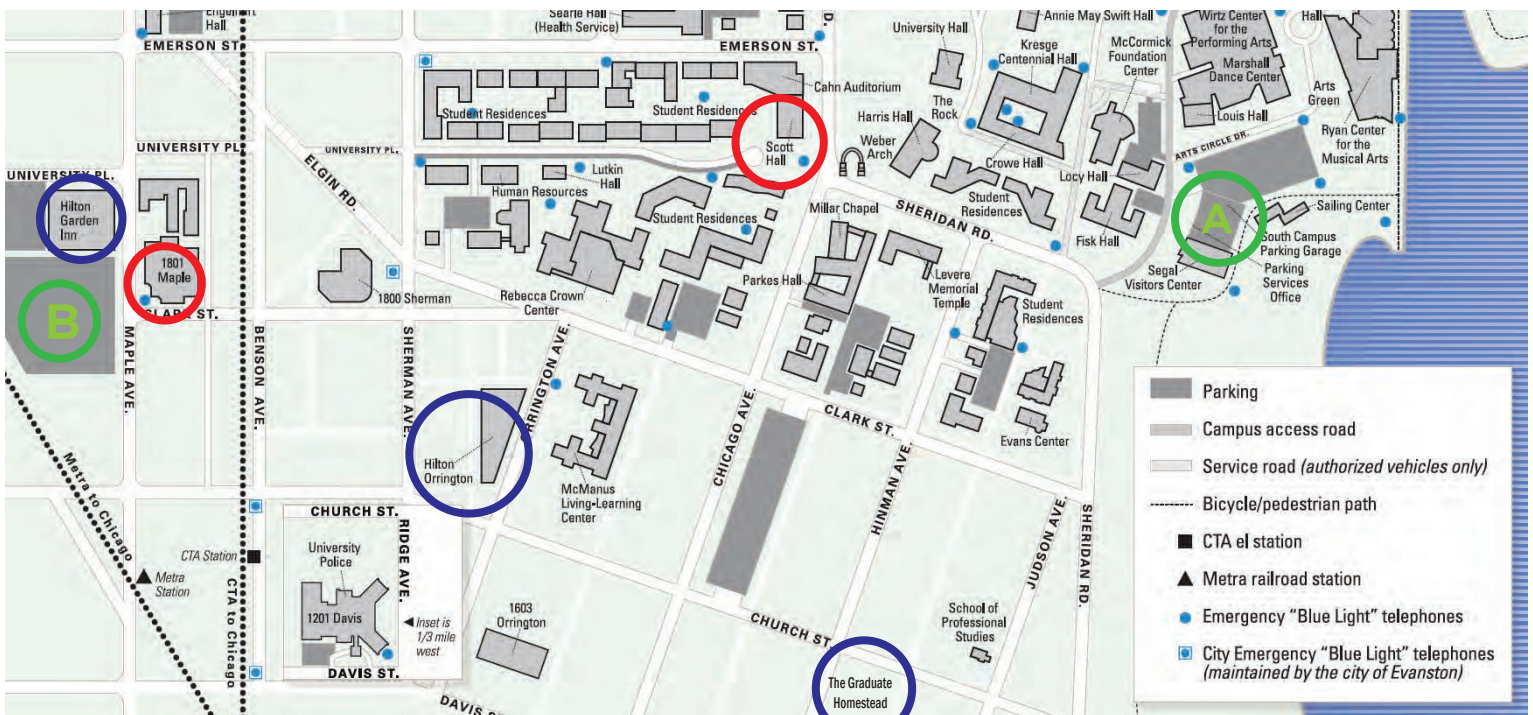 Hall
Searle Hall
(Health Service)
RD.
University Hall
Annie May Swift Hall
Wirtz Center
for the
Performing Arts
Hall
EMERSON ST.
EMERSON ST.
Kresge
Centennial Hall
McCormick
Foundation
Center
Marshall
Dance Center
Cahn Auditorium
Arts
Green
Student Residences
Student Residences
The
Rock
Harris Hall
Louis Hall
Ryan Center
for the
Musical Arts
UNIVERSITY PL.
UNIVERSITY PL.
Scott
Hall
Weber
Arch
Crowe Hall
ARTS CIRCLE DR.
UNIVERSITY PL.
ELGIN RD.
Lutkin
Hall
Human Resources
Locy Hall
Hilton
Garden
Inn
Student Residences
Millar Chapel
SHERIDAN RD.
Student
Residences
Fisk Hall
A
Sailing Center
South Campus
Parking Garage
1801
Maple
1800 Sherman
Rebecca Crown
Center
Parkes Hall
Levere
Memorial
Temple
Segal
Visitors Center
Parking
Services
Office
B
CLARK ST.
Student
Residences
MAPLE AVE.
BENSON AVE.
SHERMAN AVE.
ORRINGTON AVE.
CHICAGO AVE.
CLARK ST.
HINMAN AVE.
Evans Center
JUDSON AVE.
SHERIDAN RD.
Hilton
Orrington
McManus
Living-Learning
Center
Metra to Chicago
CHURCH ST.
RIDGE AVE.
CTA Station
University
Police
Metra
Station
CTA to Chicago
1201 Davis
Inset is
1/3 mile
west
1603
Orrington
CHURCH ST.
School of
Professional
Studies
DAVIS ST.
DAVIS ST.
The Graduate
Homestead
Parking
Campus access road
Service road (authorized vehicles only)
Bicycle/pedestrian path
CTA el station
Metra railroad station
Emergency "Blue Light" telephones
City Emergency "Blue Light" telephones
(maintained by the city of Evanston)